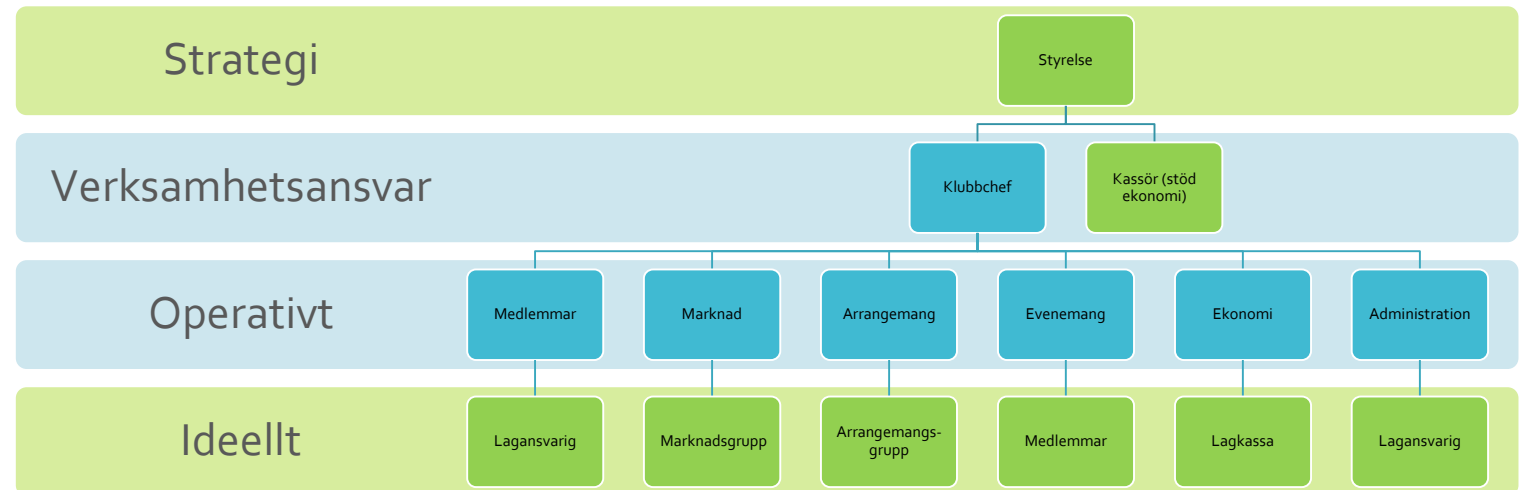 Strategi
Styrelse
Verksamhetsansvar
Klubbchef
Kassör (stöd
ekonomi)
Operativt
Medlemmar
Marknad
Arrangemang
Evenemang
Ekonomi
Administration
Ideellt
Lagansvarig
Marknadsgrupp
Arrangemangs-
grupp
Medlemmar
Lagkassa
Lagansvarig